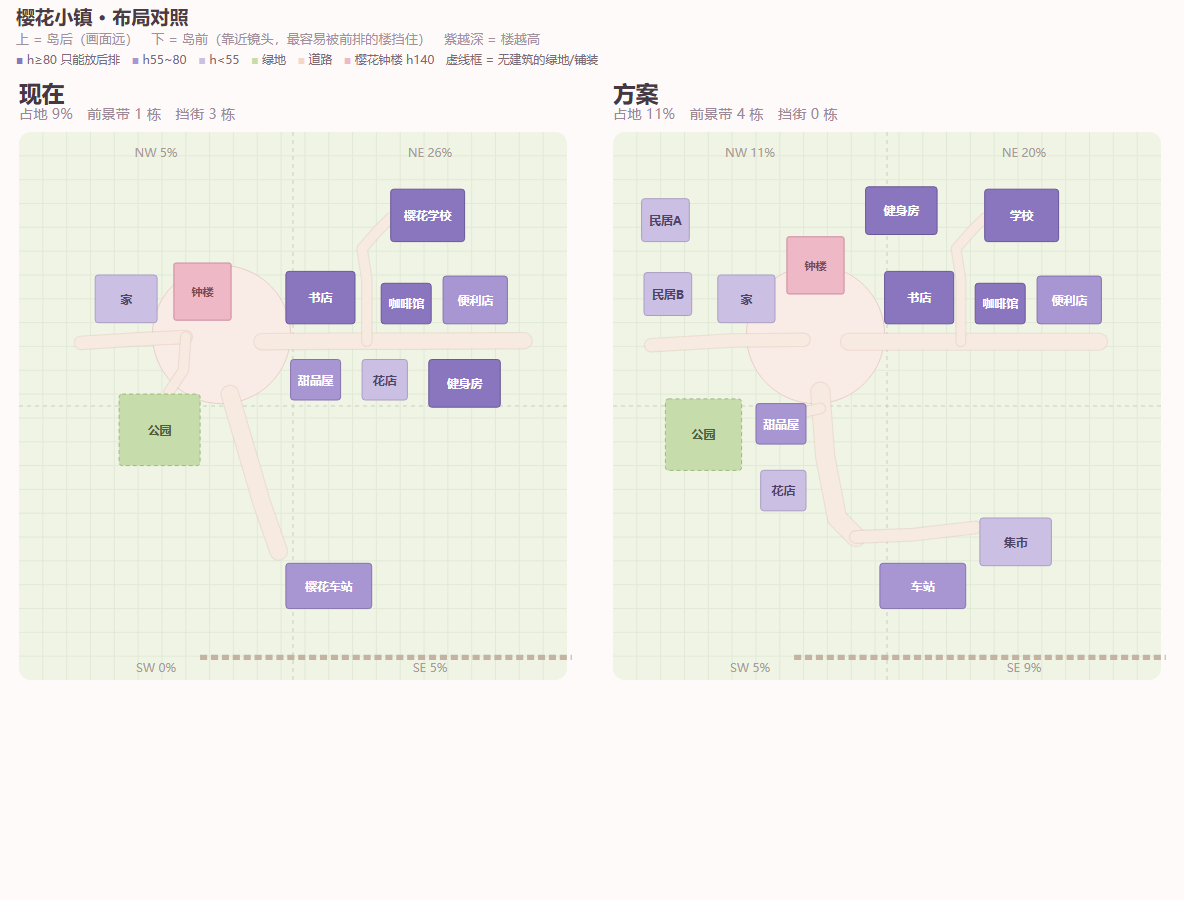 樱花小镇 • 布局对照
上 = 岛后（画面远） 下 = 岛前（靠近镜头，最容易被前排的楼挡住） 紫越深 = 楼越高
h≥80 只能放后排 h55~80 h<55 绿地 道路 樱花钟楼 h140 虚线框 = 无建筑的绿地/铺装
现在
占地 9% 前景带 1 栋 挡街 3 栋
NW 5% NE 26%
樱花学校
家 钟楼 书店 咖啡馆 便利店
甜品屋 花店 健身房
公园
樱花车站
SW 0% SE 5%
方案
占地 11% 前景带 4 栋 挡街 0 栋
NW 11% NE 20%
民居A 健身房 学校
钟楼
民居B 家 书店 咖啡馆 便利店
公园 甜品屋
花店
集市
车站
SW 5% SE 9%